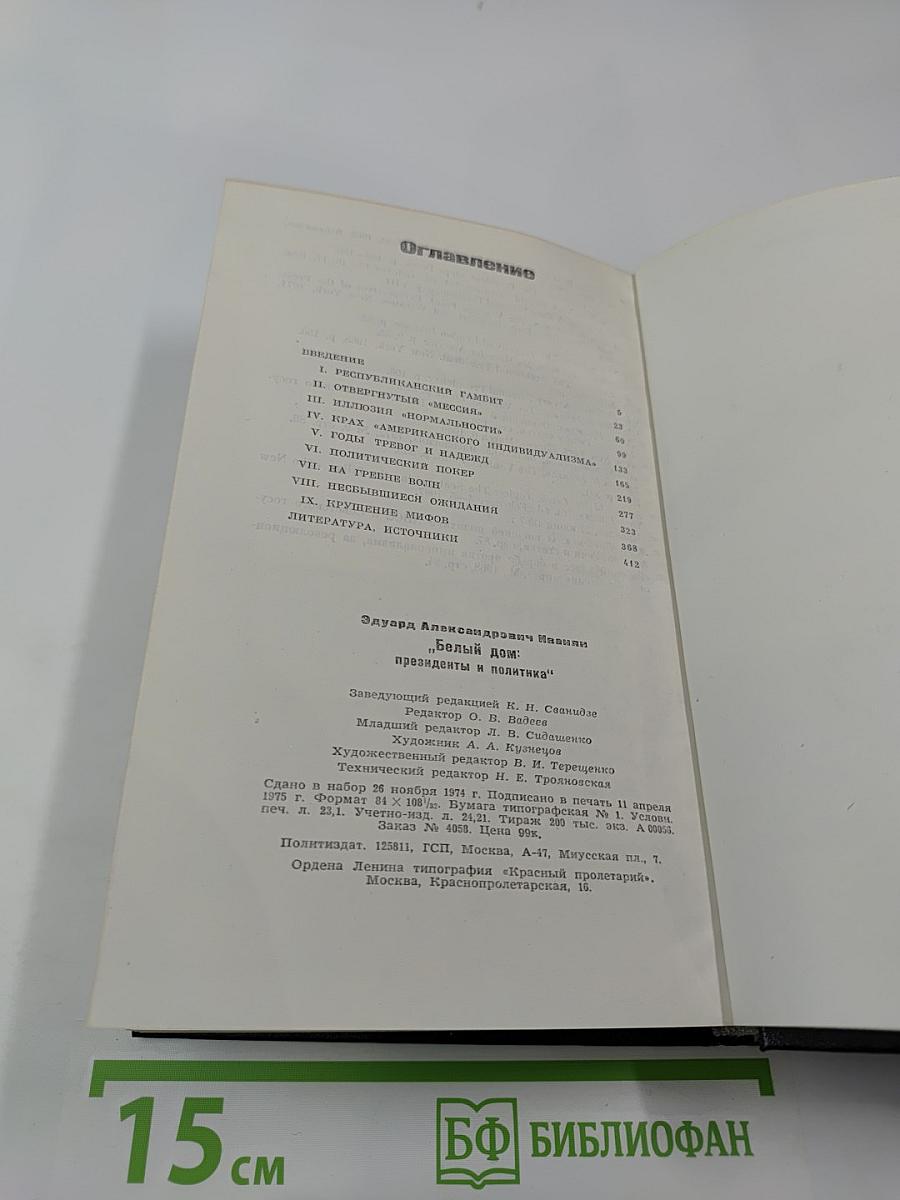 Оглавление
ВВЕДЕНИЕ 5
I. РЕСПУБЛИКАНСКИЙ ГАМБИТ 23
II. ОТВЕРГНУТЫЙ «МЕССИЯ» 60
III. ИЛЛЮЗИЯ «НОРМАЛЬНОСТИ» 99
IV. КРАХ «АМЕРИКАНСКОГО ИНДИВИДУАЛИЗМА» 133
V. ГОДЫ ТРЕВОГ И НАДЕЖД 165
VI. ПОЛИТИЧЕСКИЙ ПОКЕР 219
VII. НА ГРЕБНЕ ВОЛН 277
VIII. НЕСБЫВШИЕСЯ ОЖИДАНИЯ 323
IX. КРУШЕНИЕ МИФОВ 368
ЛИТЕРАТУРА, ИСТОЧНИКИ 412
Эдуард Александрович Иванян
„Белый дом:
президенты и политика“
Заведующий редакцией К. Н. Сванидзе
Редактор О. В. Вадеев
Младший редактор Л. В. Сидашенко
Художник А. А. Кузнецов
Художественный редактор В. И. Терещенко
Технический редактор Н. Е. Трояновская
Сдано в набор 26 ноября 1974 г. Подписано в печать 11 апреля
1975 г. Формат 84 × 108¹/₃₂. Бумага типографская № 1. Условн.
печ. л. 23,1. Учетно-изд. л. 24,21. Тираж 200 тыс. экз. А 00056.
Заказ № 4058. Цена 99к.
Политиздат. 125811, ГСП, Москва, А-47, Миусская пл., 7.
Ордена Ленина типография «Красный пролетарий».
Москва, Краснопролетарская, 16.
15 см
БФ БИБЛИОФАН